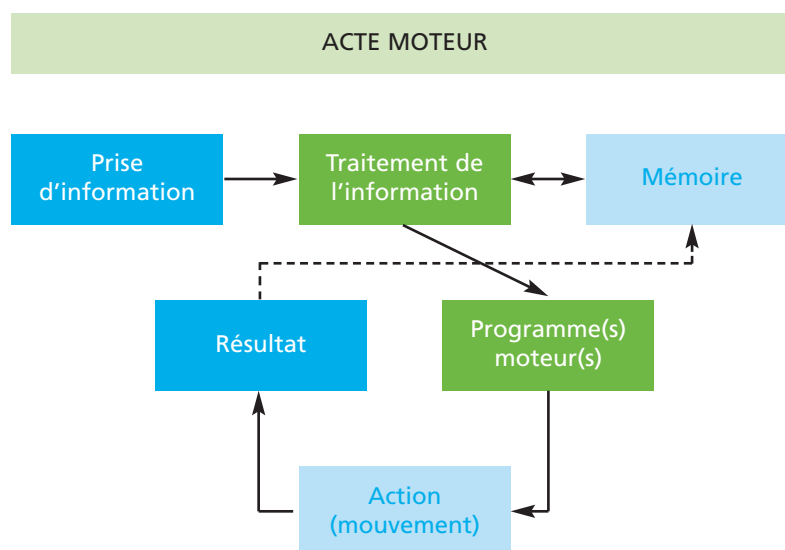 ACTE MOTEUR
Prise
d'information
Traitement de
l'information
Mémoire
Résultat
Programme(s)
moteur(s)
Action
(mouvement)